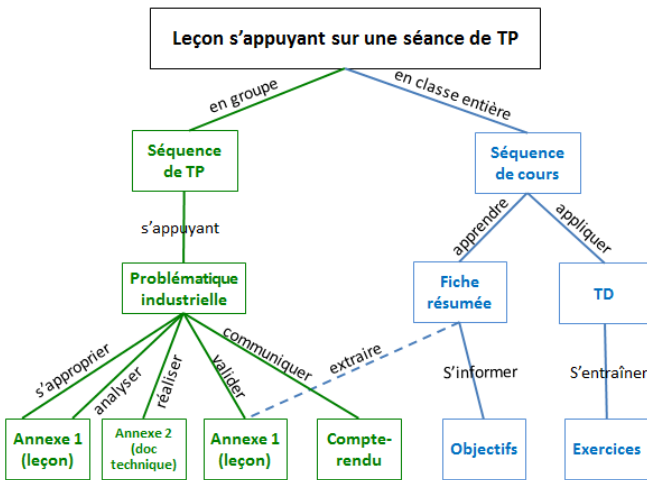 Leçon s'appuyant sur une séance de TP
en groupe
en classe entière
Séquence
de TP
Séquence
de cours
s'appuyant
apprendre
appliquer
Problématique
industrielle
Fiche
résumée
TD
s'approprier
analyser
réaliser
valider
communiquer
extraire
S'informer
S'entraîner
Annexe 1
(leçon)
Annexe 2
(doc
technique)
Annexe 1
(leçon)
Compte-
rendu
Objectifs
Exercices